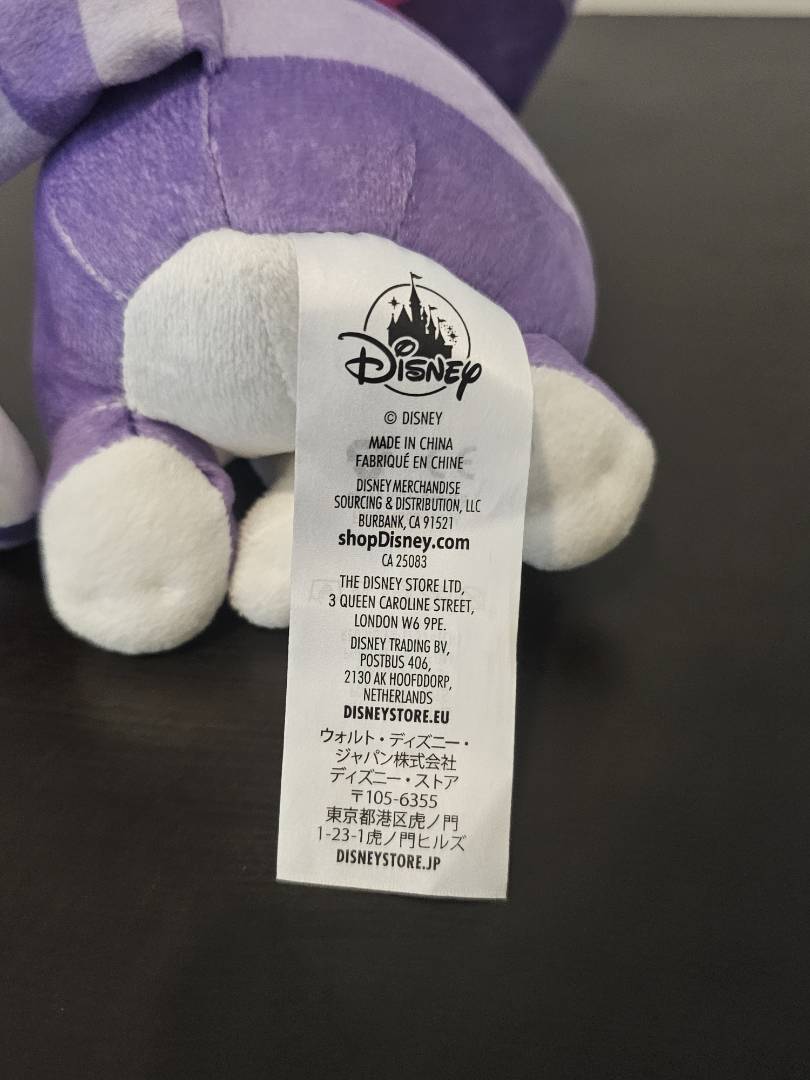 Disney
© DISNEY
MADE IN CHINA
FABRIQUÉ EN CHINE
DISNEY MERCHANDISE
SOURCING & DISTRIBUTION, LLC
BURBANK, CA 91521
shopDisney.com
CA 25083
THE DISNEY STORE LTD,
3 QUEEN CAROLINE STREET,
LONDON W6 9PE.
DISNEY TRADING BV,
POSTBUS 406,
2130 AK HOOFDDORP,
NETHERLANDS
DISNEYSTORE.EU
ウォルト・ディズニー・
ジャパン株式会社
ディズニー・ストア
〒105-6355
東京都港区虎ノ門
1-23-1虎ノ門ヒルズ
DISNEYSTORE.JP